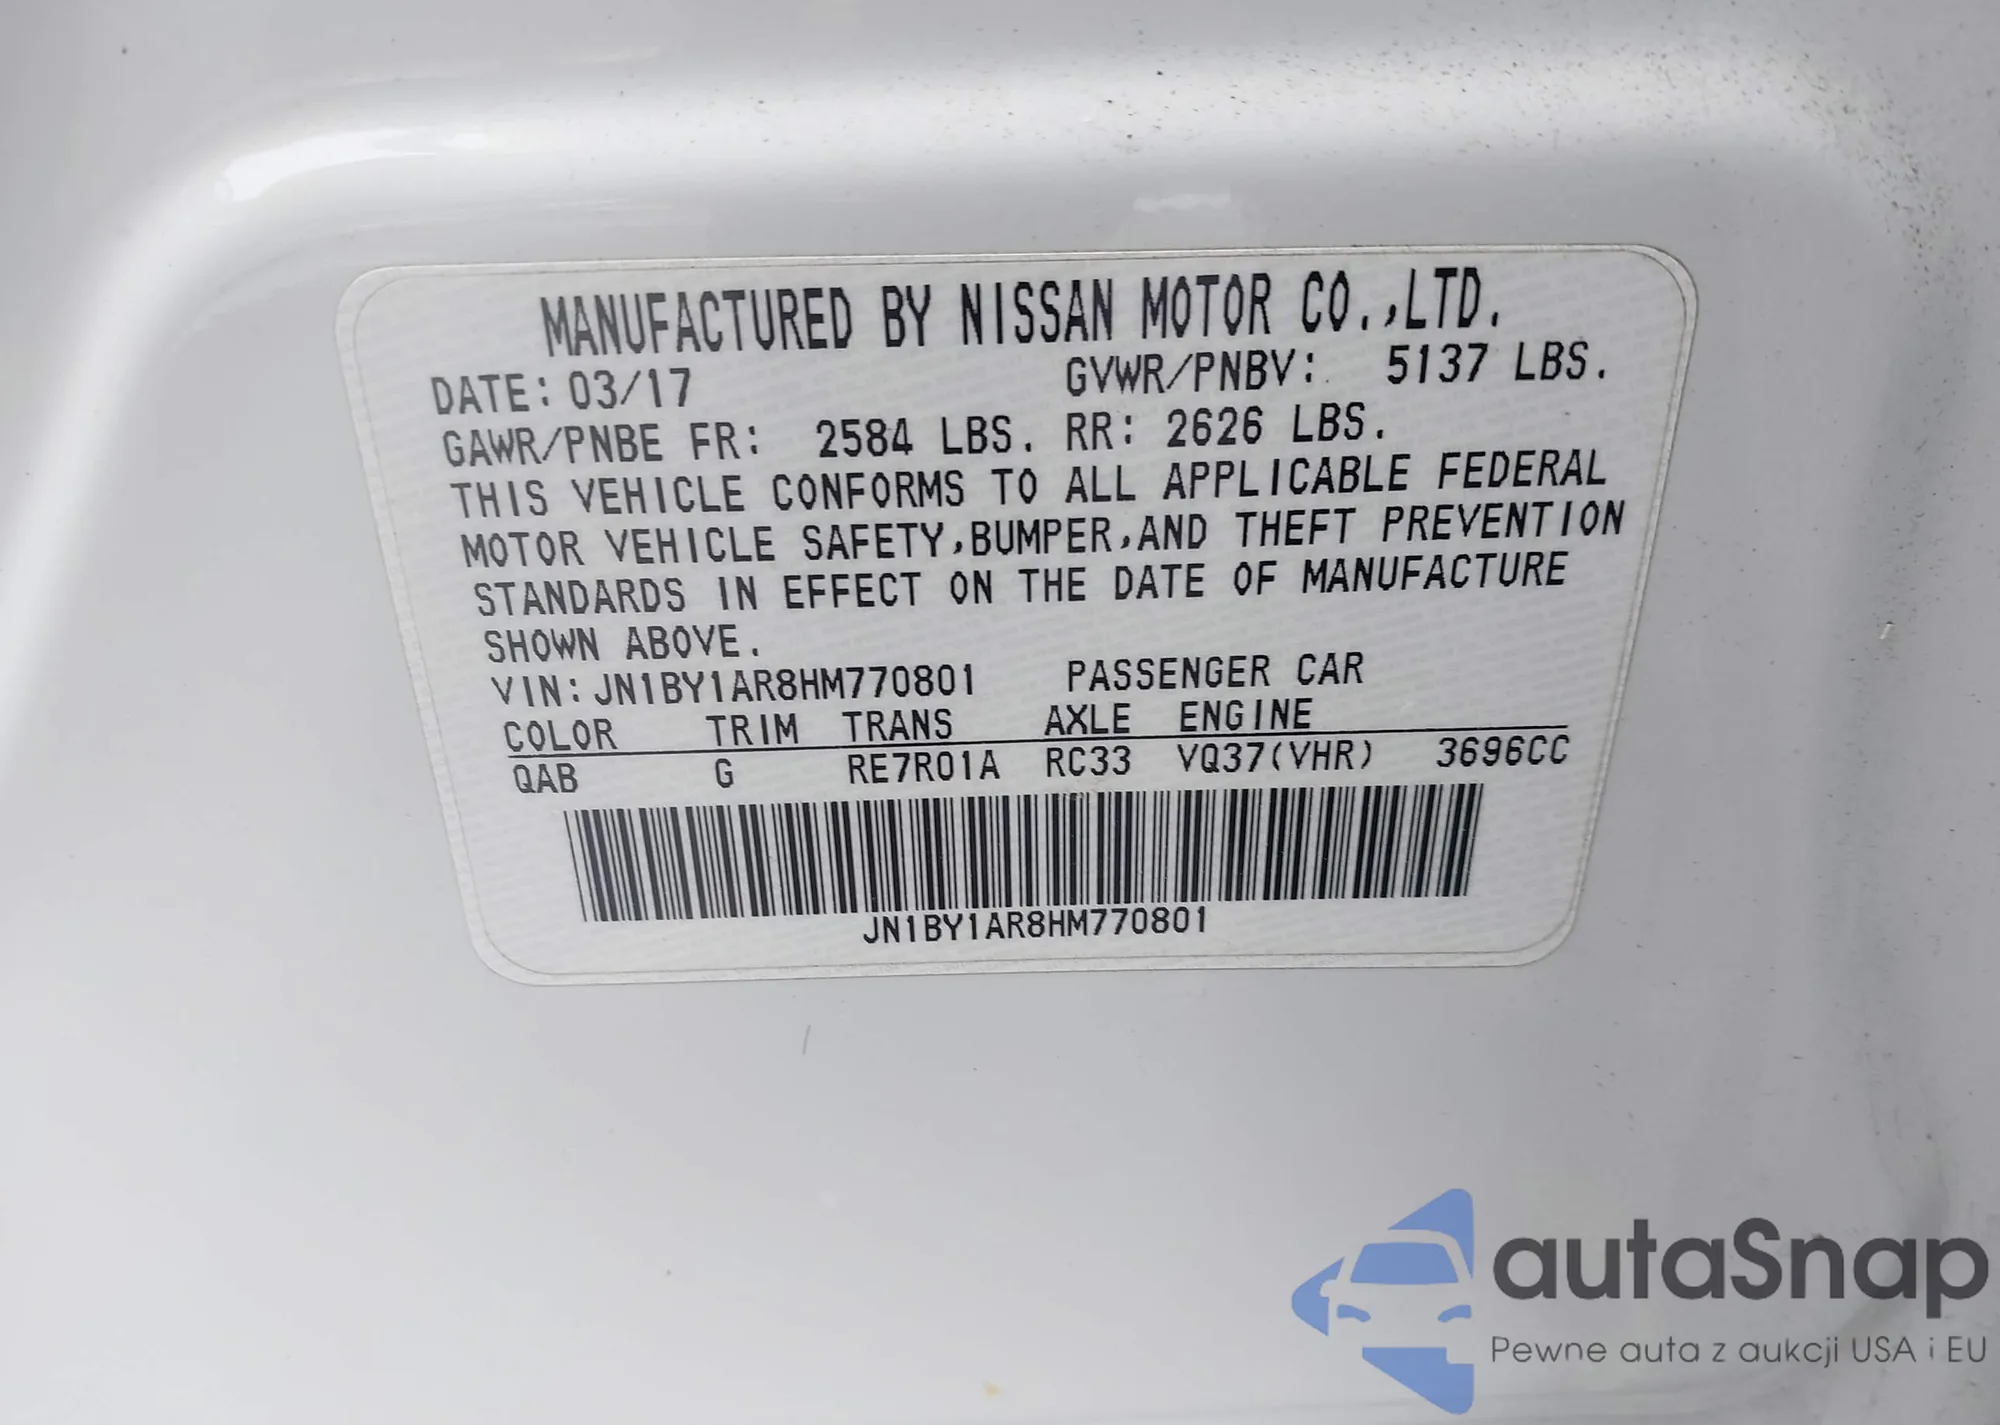 MANUFACTURED BY NISSAN MOTOR CO.,LTD.
DATE: 03/17 GVWR/PNBV: 5137 LBS.
GAWR/PNBE FR: 2584 LBS. RR: 2626 LBS.
THIS VEHICLE CONFORMS TO ALL APPLICABLE FEDERAL
MOTOR VEHICLE SAFETY,BUMPER,AND THEFT PREVENTION
STANDARDS IN EFFECT ON THE DATE OF MANUFACTURE
SHOWN ABOVE.
VIN:JN1BY1AR8HM770801 PASSENGER CAR
COLOR TRIM TRANS AXLE ENGINE
QAB G RE7R01A RC33 VQ37(VHR) 3696CC
JN1BY1AR8HM770801
autaSnap
Pewne auta z aukcji USA i EU